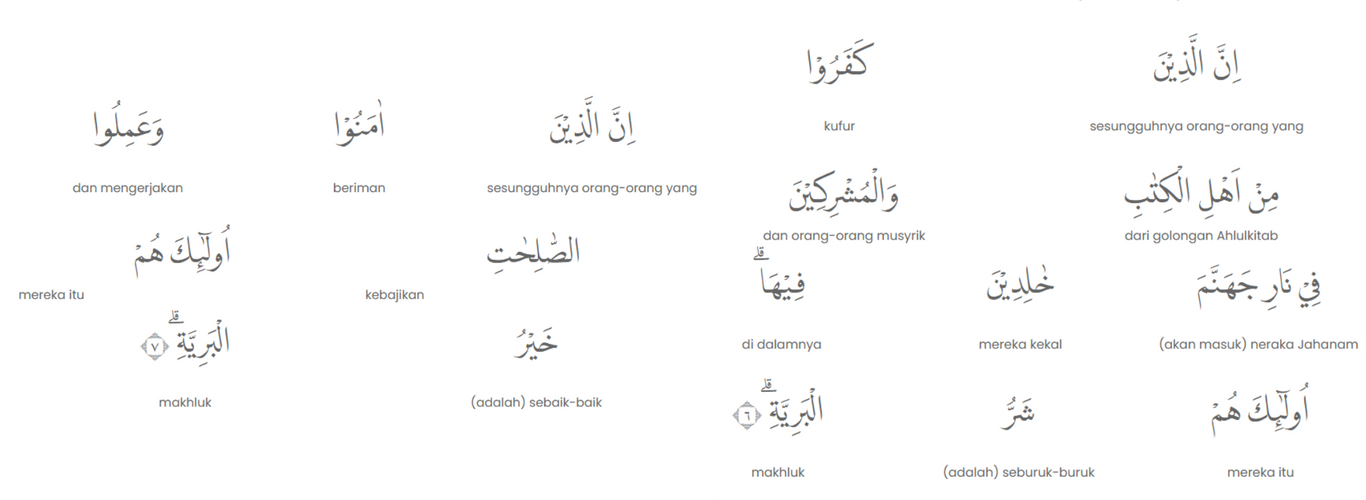 اِنَّ الَّذِيْنَ كَفَرُوْا
sesungguhnya orang-orang yang kufur
مِنْ اَهْلِ الْكِتٰبِ وَالْمُشْرِكِيْنَ
dari golongan Ahlulkitab dan orang-orang musyrik
فِيْ نَارِ جَهَنَّمَ خٰلِدِيْنَ فِيْهَاۗ
(akan masuk) neraka Jahanam mereka kekal di dalamnya
اُولٰۤىِٕكَ هُمْ شَرُّ الْبَرِيَّةِۗ ٦
mereka itu (adalah) seburuk-buruk makhluk
اِنَّ الَّذِيْنَ اٰمَنُوْا وَعَمِلُوا
sesungguhnya orang-orang yang beriman dan mengerjakan
الصّٰلِحٰتِ اُولٰۤىِٕكَ هُمْ
kebajikan mereka itu
خَيْرُ الْبَرِيَّةِۗ ٧
(adalah) sebaik-baik makhluk